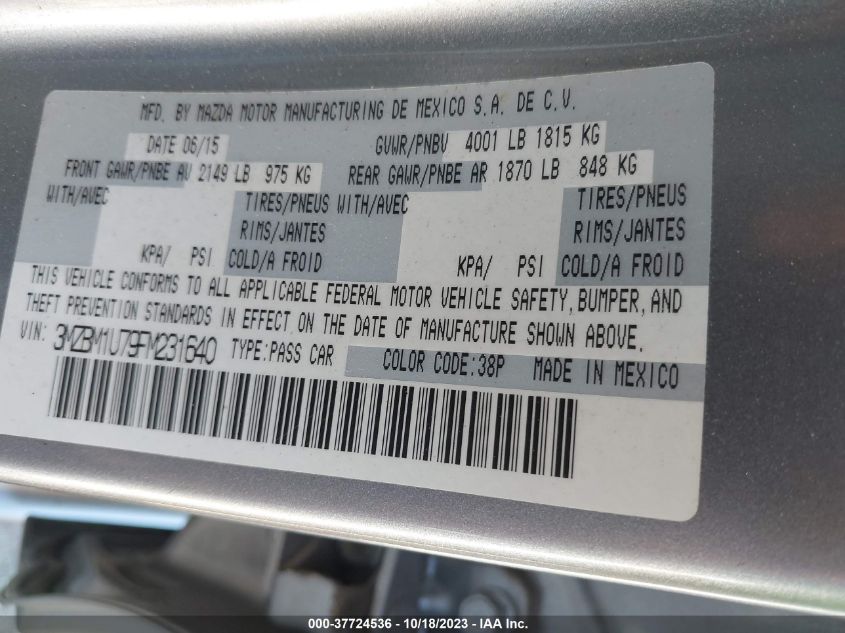 MFD. BY MAZDA MOTOR MANUFACTURING DE MEXICO S.A. DE C.V.
DATE 06/15 GVWR/PNBV 4001 LB 1815 KG
FRONT GAWR/PNBE AV 2149 LB 975 KG REAR GAWR/PNBE AR 1870 LB 848 KG
WITH/AVEC TIRES/PNEUS WITH/AVEC TIRES/PNEUS
RIMS/JANTES RIMS/JANTES
KPA/ PSI COLD/A FROID KPA/ PSI COLD/A FROID
THIS VEHICLE CONFORMS TO ALL APPLICABLE FEDERAL MOTOR VEHICLE SAFETY, BUMPER, AND
THEFT PREVENTION STANDARDS IN EFFECT ON THE DATE OF MANUFACTURE SHOWN ABOVE.
VIN: 3MZBM1U79FM231640 TYPE:PASS CAR COLOR CODE:38P MADE IN MEXICO
000-37724536 - 10/18/2023 - IAA Inc.